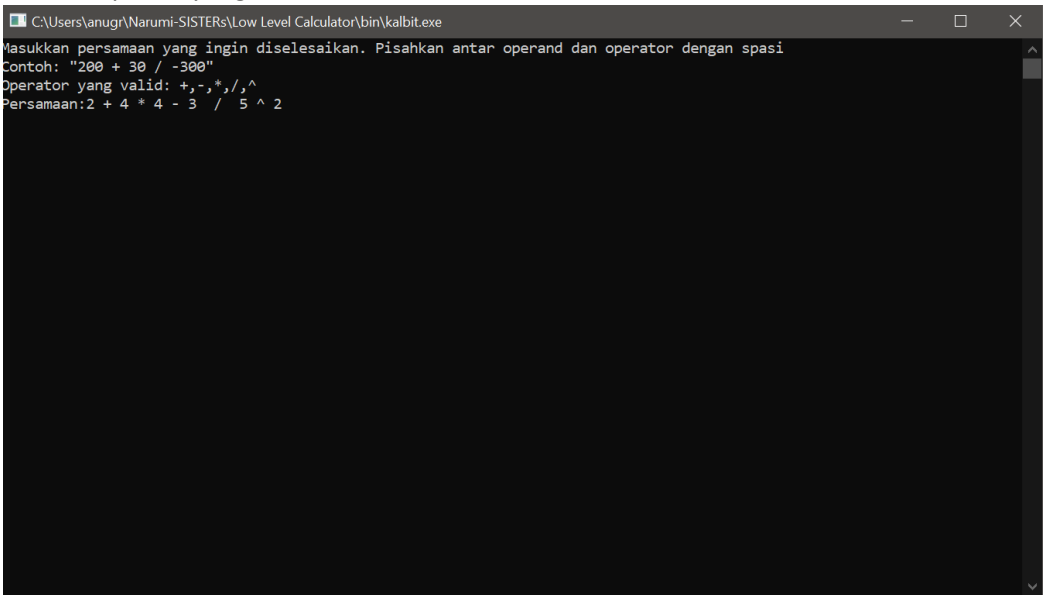 C:\Users\anugr\Narumi-SISTERs\Low Level Calculator\bin\kalbit.exe
Masukkan persamaan yang ingin diselesaikan. Pisahkan antar operand dan operator dengan spasi
Contoh: "200 + 30 / -300"
Operator yang valid: +,-,*,/,^
Persamaan:2 + 4 * 4 - 3  /  5 ^ 2